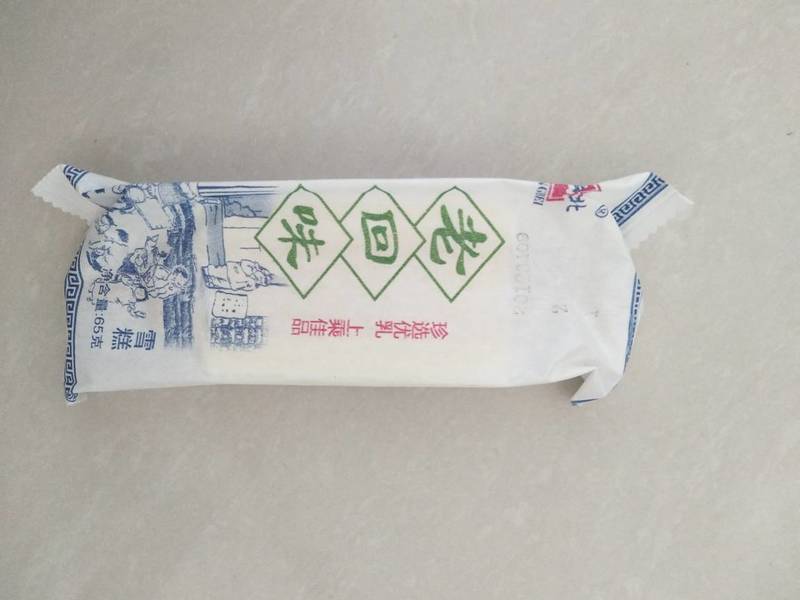 老回味
珍选优乳 上乘佳品
雪糕
净含量:65克